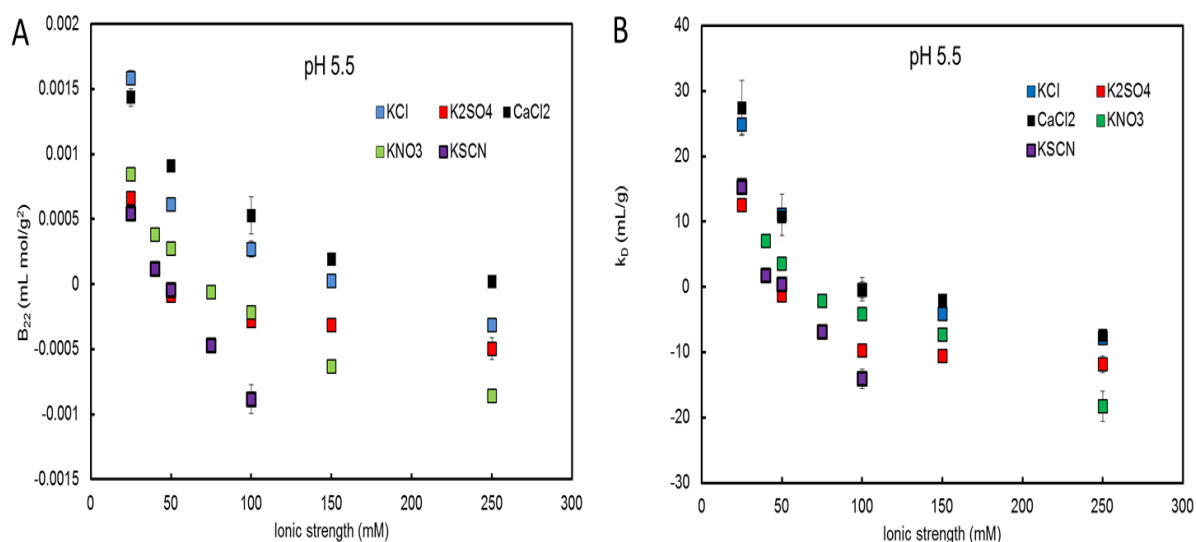 A
pH 5.5
KCl K2SO4 CaCl2
KNO3 KSCN
0.002
0.0015
0.001
0.0005
0
-0.0005
-0.001
-0.0015
B₂₂ (mL mol/g²)
0 50 100 150 200 250 300
Ionic strength (mM)
B
pH 5.5
KCl K2SO4
CaCl2 KNO3
KSCN
40
30
20
10
0
-10
-20
-30
k_D (mL/g)
0 50 100 150 200 250 300
Ionic strength (mM)